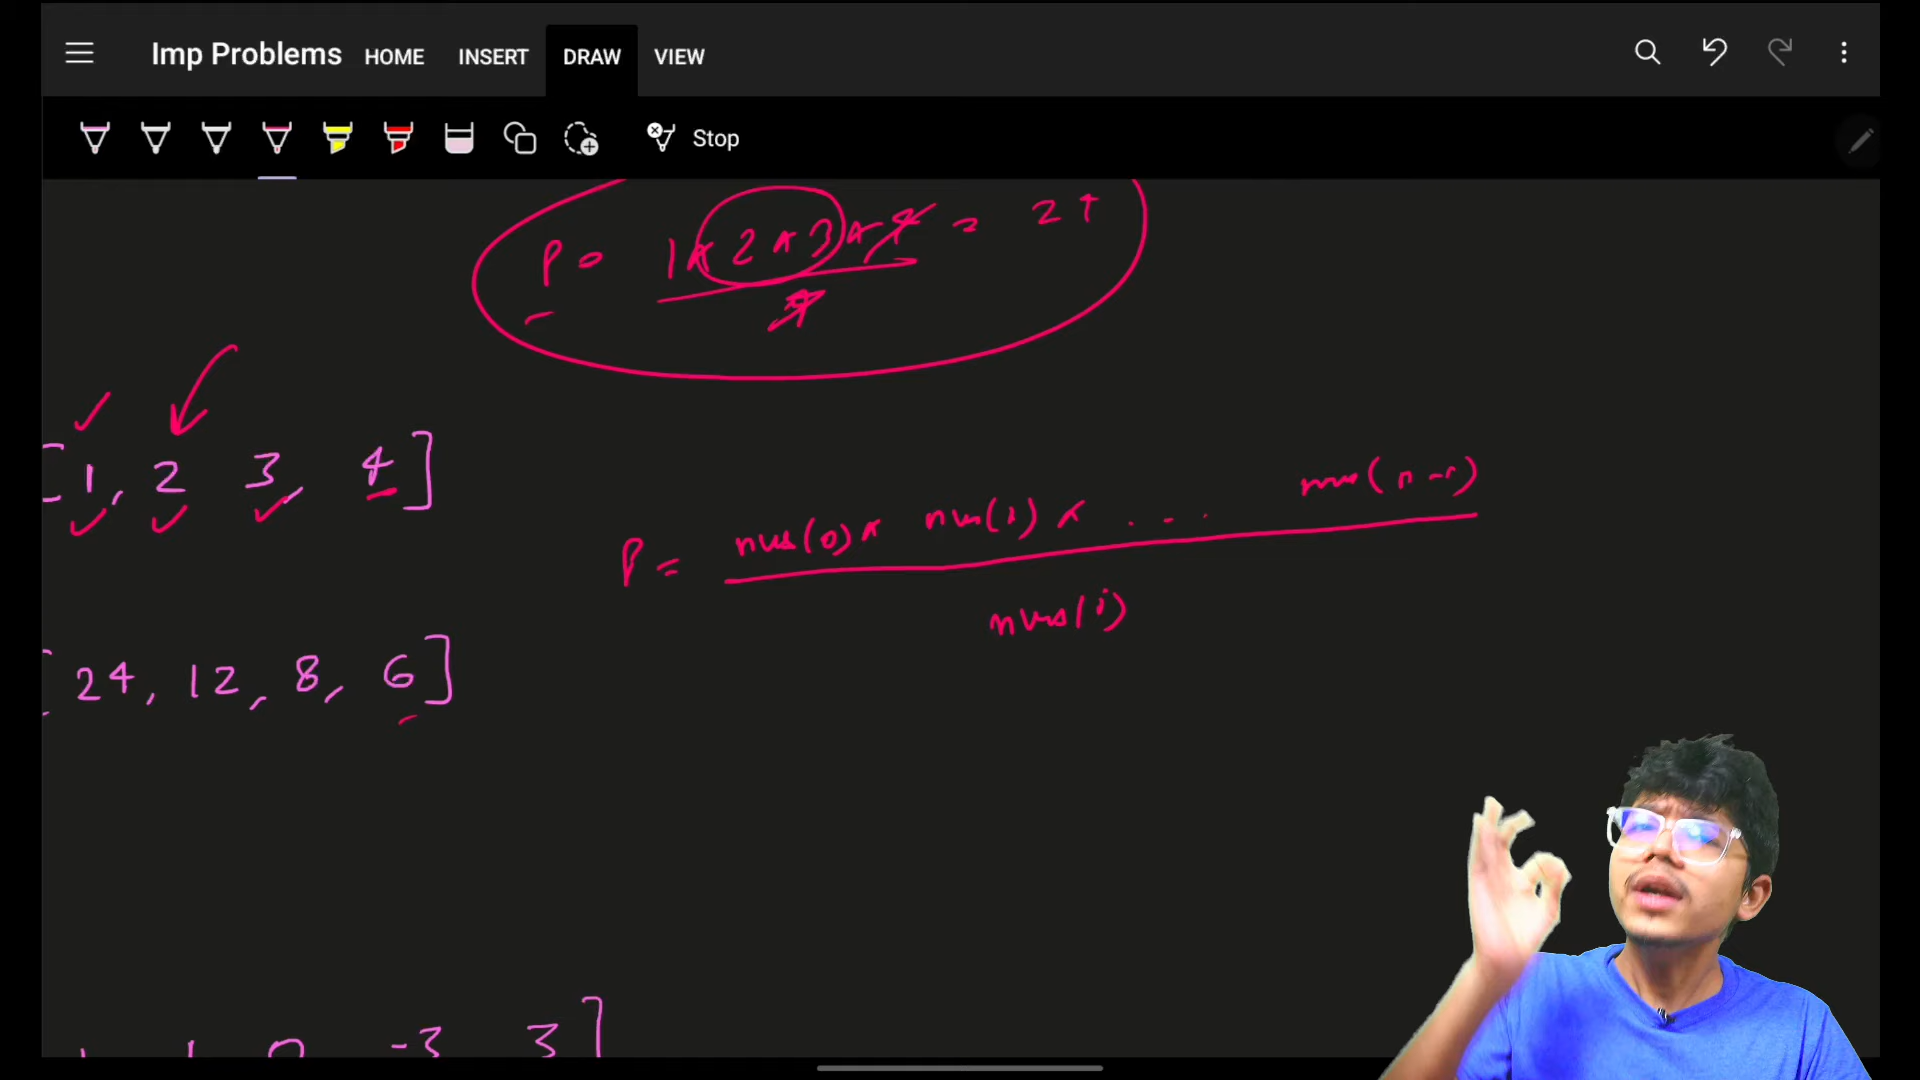 Imp Problems HOME INSERT DRAW VIEW
Stop
P = 1 × 2 × 3 × 4 = 24
4
[1, 2 3, 4]
P = nums(0) × nums(1) × ... nums(n-1)
nums(i)
[24, 12, 8, 6]
-3 3]